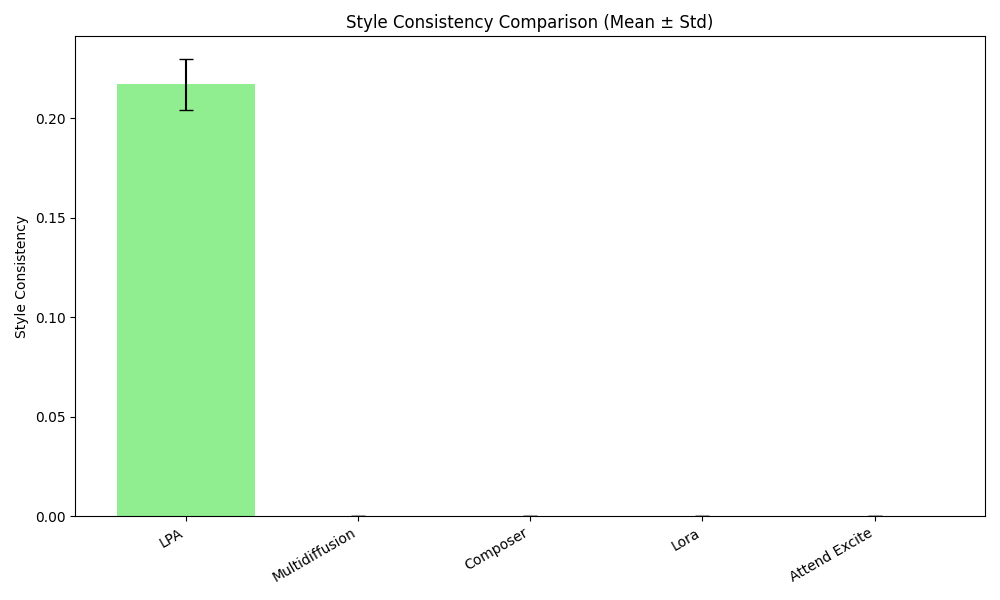 Style Consistency Comparison (Mean ± Std)
Style Consistency
0.20
0.15
0.10
0.05
0.00
LPA
Multidiffusion
Composer
Lora
Attend Excite